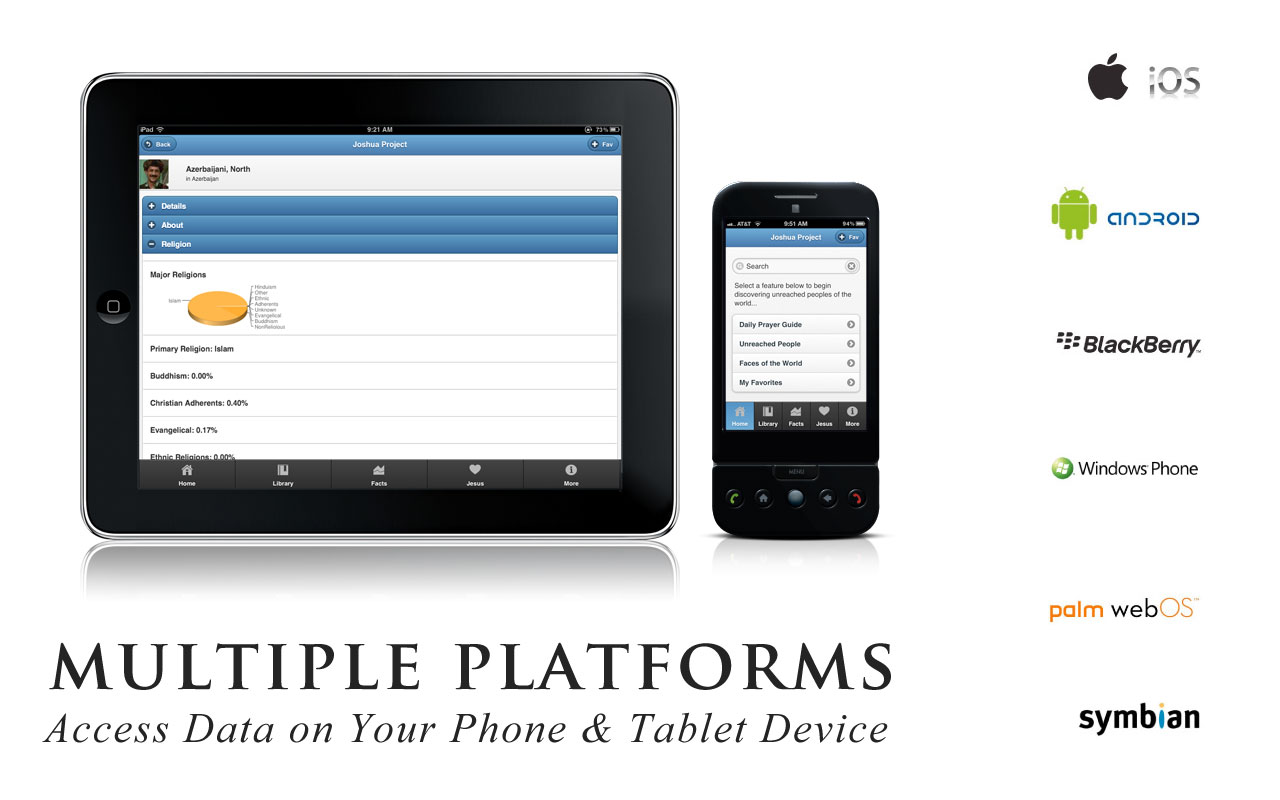 iPad 9:21 AM 73%
Back Joshua Project Fav
Azerbaijani, North
in Azerbaijan
Details
About
Religion
Major Religions
Islam
Hinduism
Other
Ethnic
Adherents
Unknown
Evangelical
Buddhism
NonReligious
Primary Religion: Islam
Buddhism: 0.00%
Christian Adherents: 0.40%
Evangelical: 0.17%
Ethnic Religions: 0.00%
Home Library Facts Jesus More
AT&T 9:51 AM 94%
Joshua Project Fav
Search
Select a feature below to begin
discovering unreached peoples of the
world...
Daily Prayer Guide
Unreached People
Faces of the World
My Favorites
Home Library Facts Jesus More
MENU
iOS
ANDROID
BlackBerry™
Windows Phone
palm webOS™
symbian
MULTIPLE PLATFORMS
Access Data on Your Phone & Tablet Device